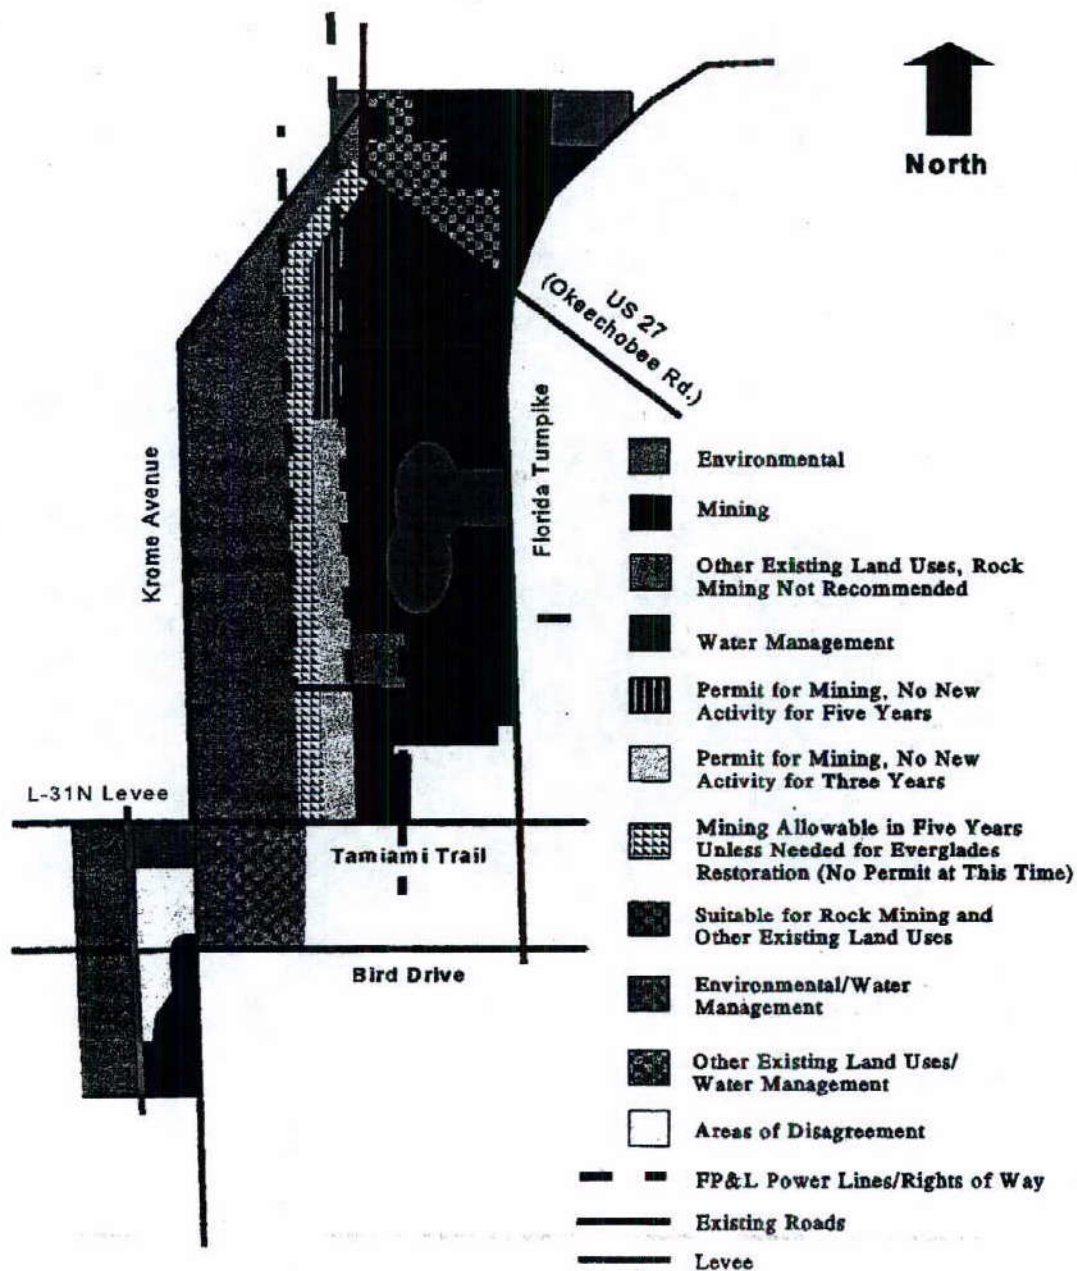 North
US 27
(Okeechobee Rd.)
Florida Turnpike
Krome Avenue
L-31N Levee
Tamiami Trail
Bird Drive
Environmental
Mining
Other Existing Land Uses, Rock
Mining Not Recommended
Water Management
Permit for Mining, No New
Activity for Five Years
Permit for Mining, No New
Activity for Three Years
Mining Allowable in Five Years
Unless Needed for Everglades
Restoration (No Permit at This Time)
Suitable for Rock Mining and
Other Existing Land Uses
Environmental/Water
Management
Other Existing Land Uses/
Water Management
Areas of Disagreement
FP&L Power Lines/Rights of Way
Existing Roads
Levee